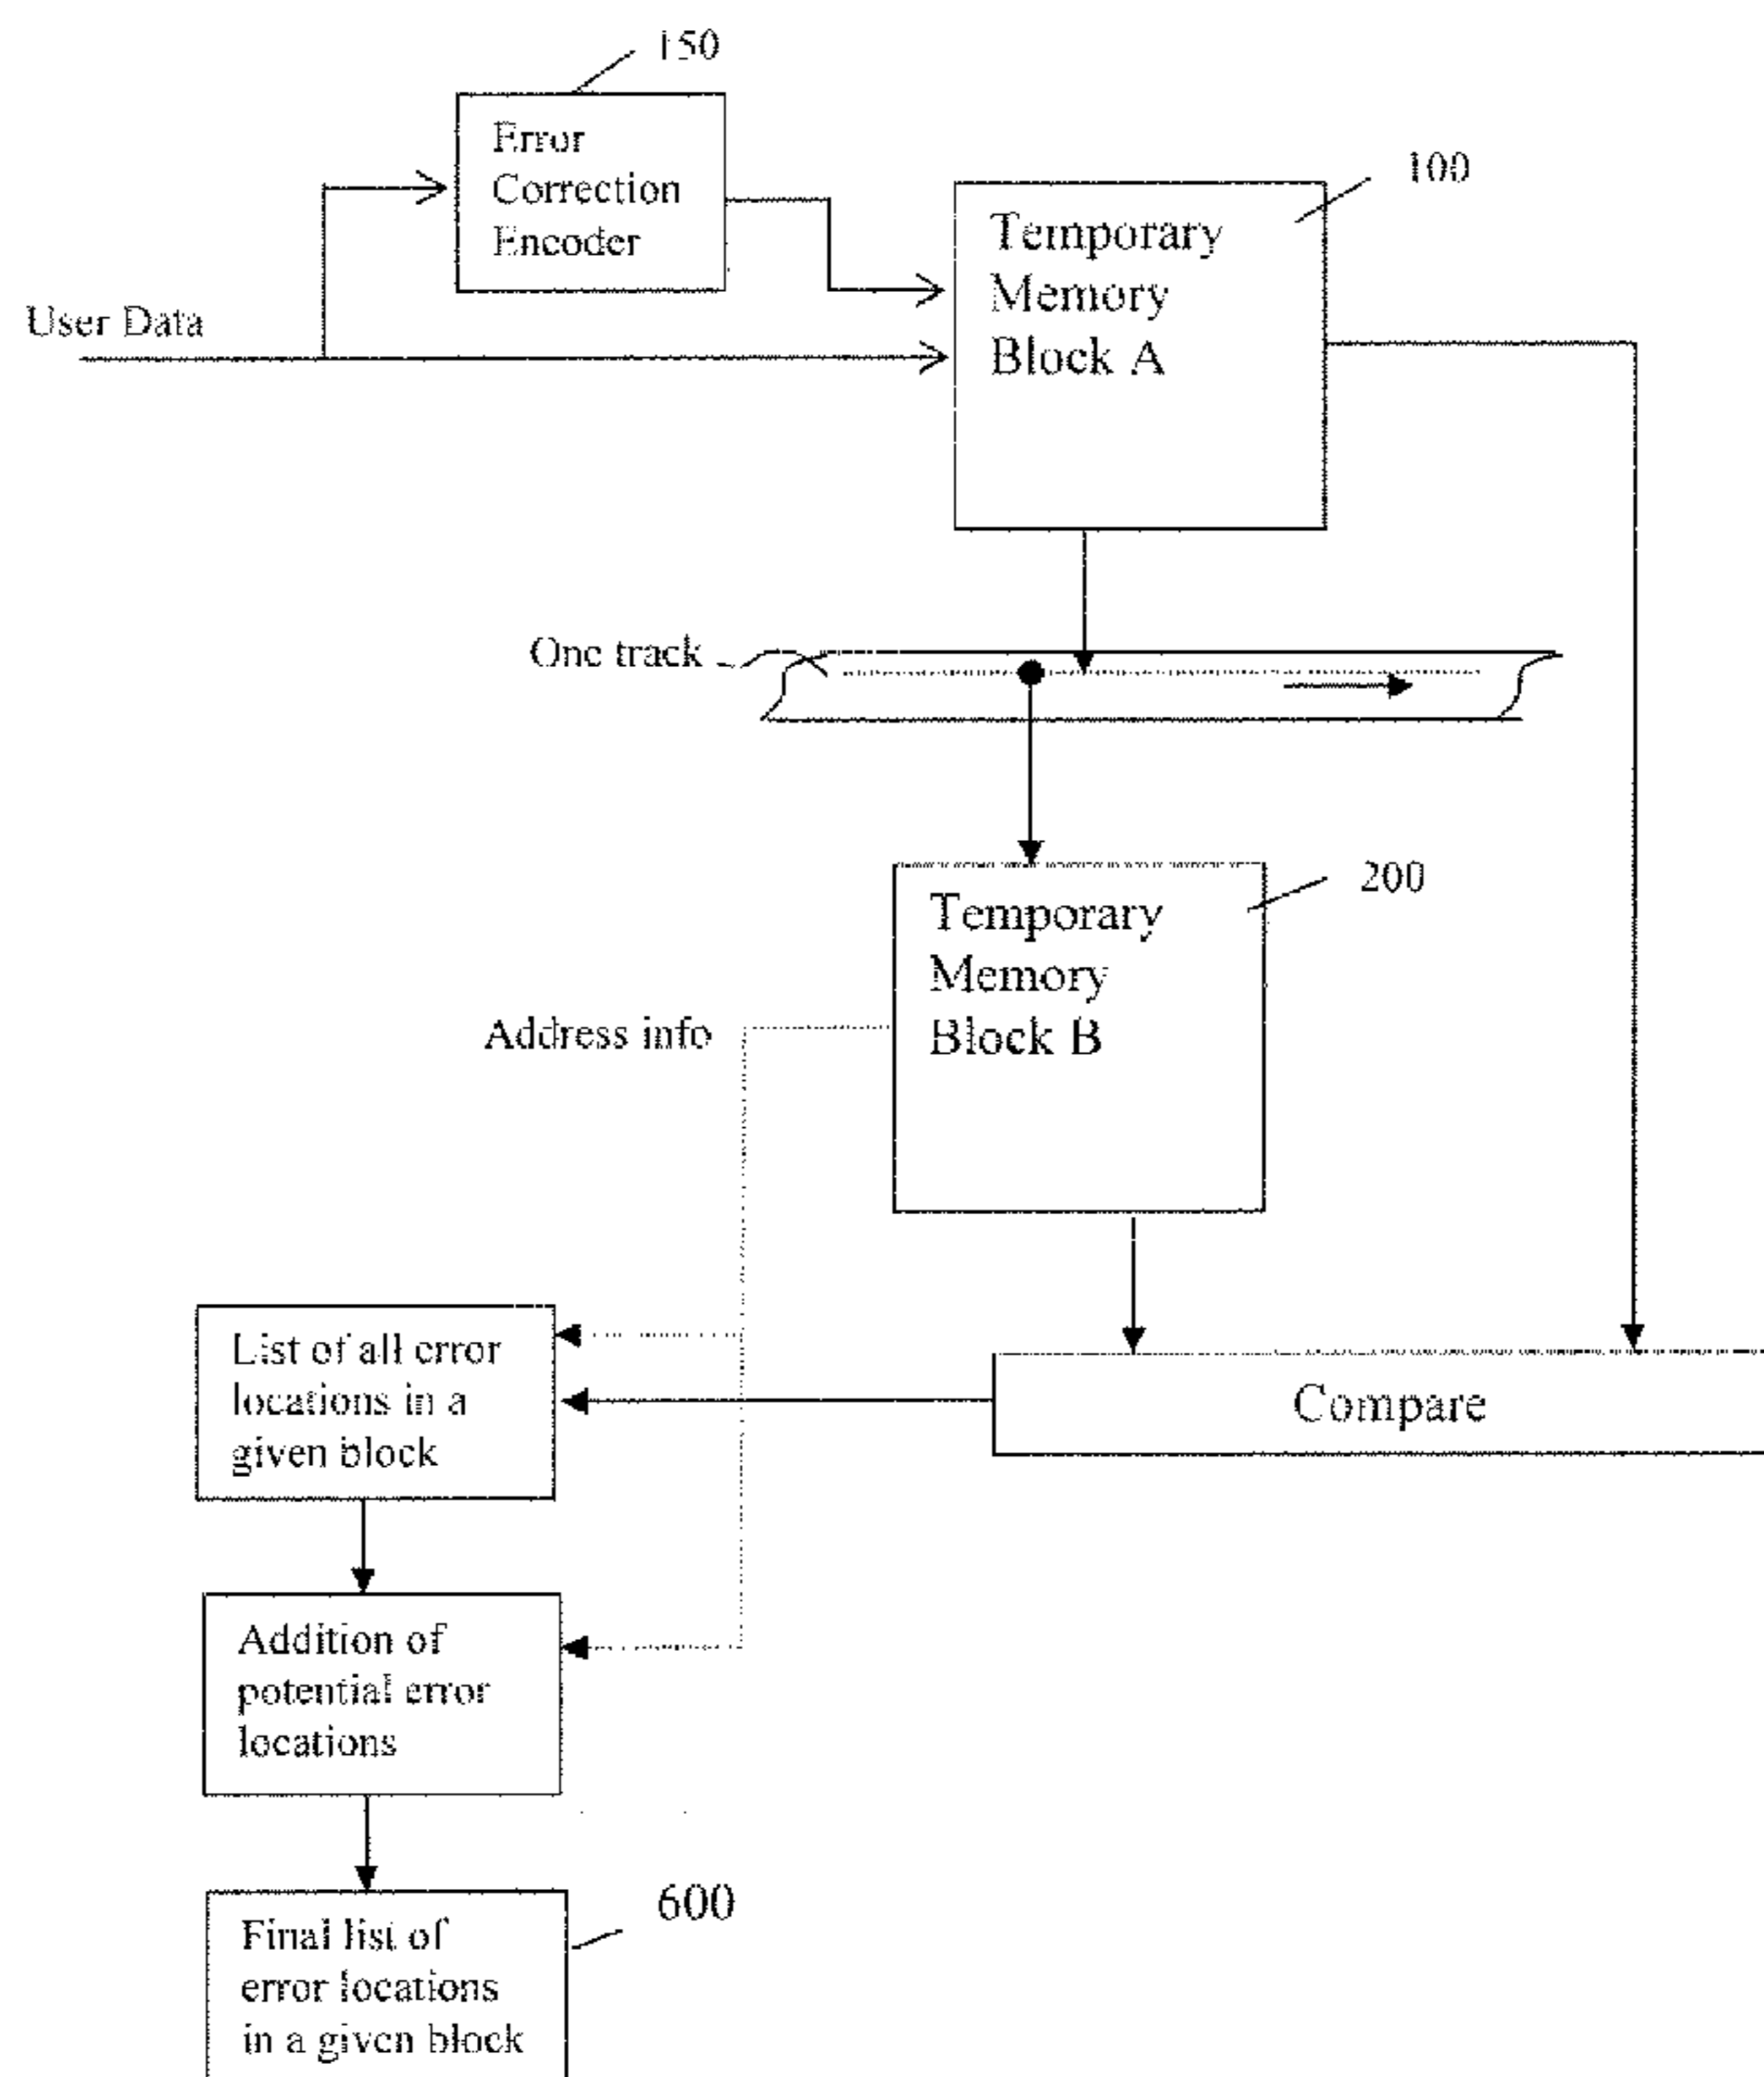 150
Error
Correction
Encoder
100
Temporary
Memory
Block A
User Data
One track
200
Temporary
Memory
Block B
Address info
List of all error
locations in a
given block
Compare
Addition of
potential error
locations
600
Final list of
error locations
in a given block